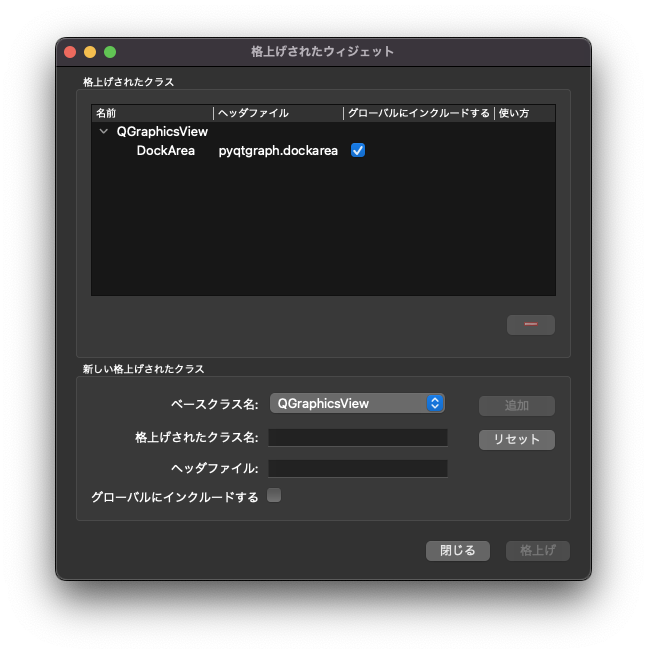 格上げされたウィジェット
格上げされたクラス
名前 ヘッダファイル グローバルにインクルードする 使い方
QGraphicsView
DockArea pyqtgraph.dockarea
新しい格上げされたクラス
ベースクラス名: QGraphicsView 追加
格上げされたクラス名: リセット
ヘッダファイル:
グローバルにインクルードする
閉じる 格上げ